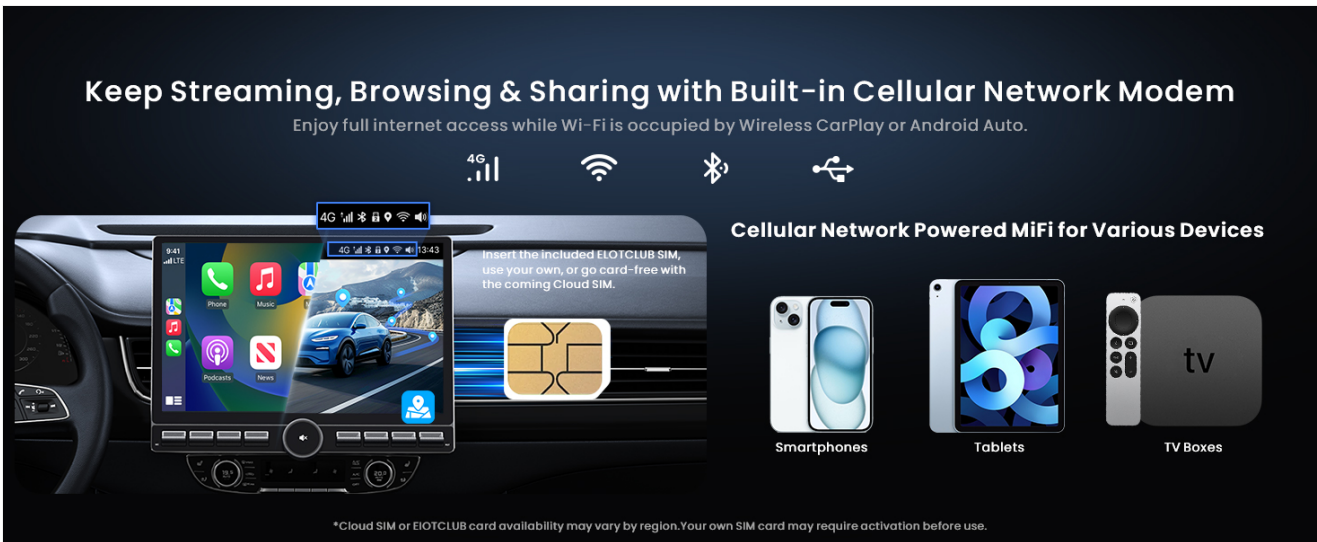 Keep Streaming, Browsing & Sharing with Built-in Cellular Network Modem
Enjoy full internet access while Wi-Fi is occupied by Wireless CarPlay or Android Auto.
4G
4G
9:41
LTE
4G
13:43
Phone
Music
Podcasts
News
Insert the included ELOTCLUB SIM,
use your own, or go card-free with
the coming Cloud SIM.
Cellular Network Powered MiFi for Various Devices
tv
Smartphones
Tablets
TV Boxes
*Cloud SIM or EIOTCLUB card availability may vary by region.Your own SIM card may require activation before use.